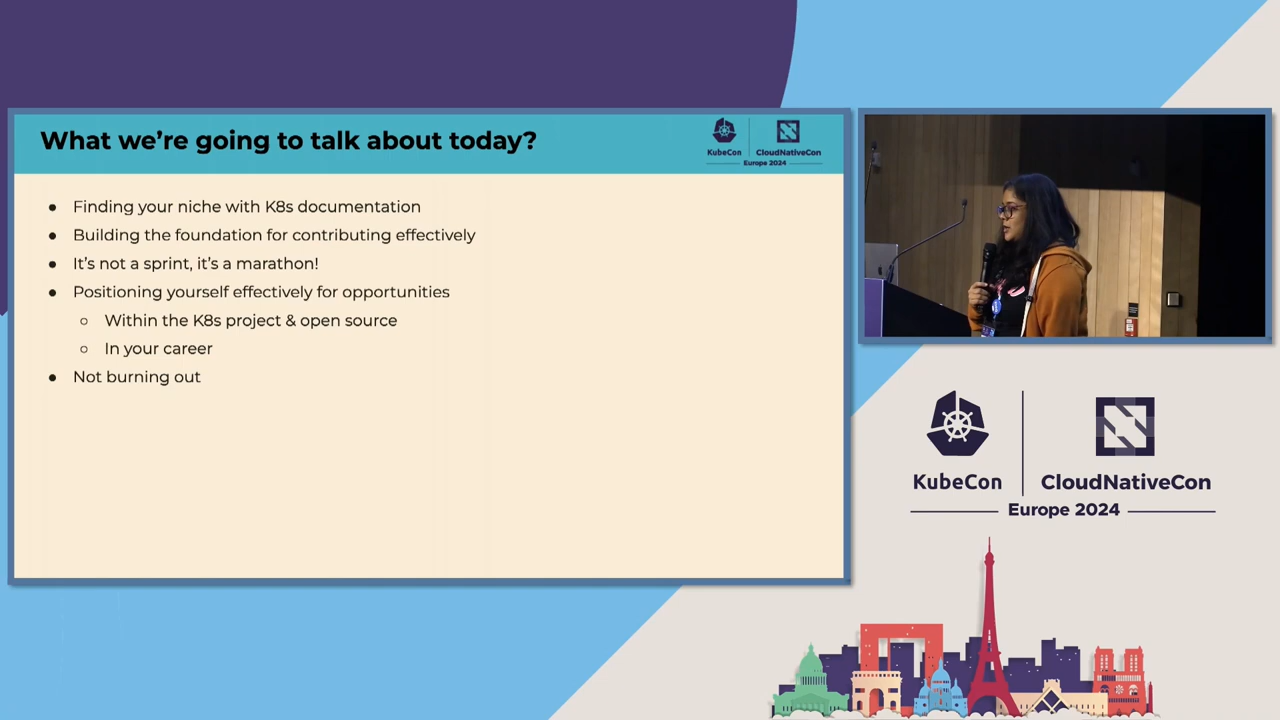 What we're going to talk about today?
KubeCon
CloudNativeCon
Europe 2024
Finding your niche with K8s documentation
Building the foundation for contributing effectively
It's not a sprint, it's a marathon!
Positioning yourself effectively for opportunities
Within the K8s project & open source
In your career
Not burning out
KubeCon
CloudNativeCon
Europe 2024